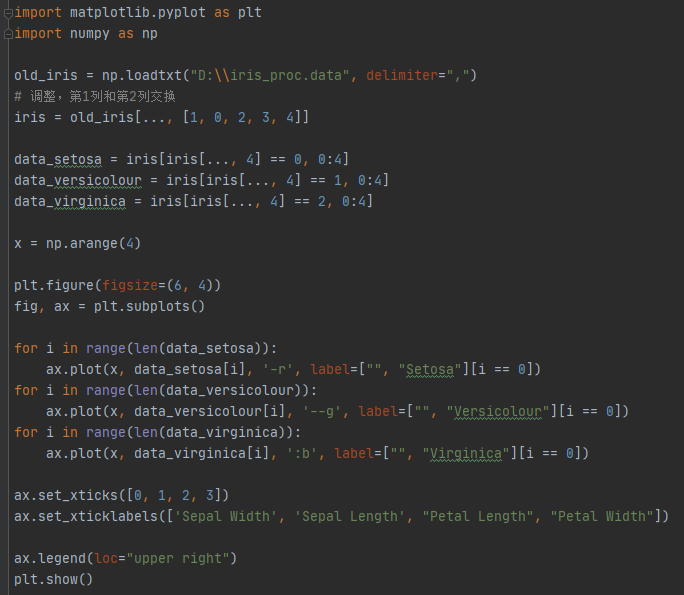 import matplotlib.pyplot as plt
import numpy as np
old_iris = np.loadtxt("D:\\iris_proc.data", delimiter=",")
# 调整，第1列和第2列交换
iris = old_iris[..., [1, 0, 2, 3, 4]]
data_setosa = iris[iris[..., 4] == 0, 0:4]
data_versicolour = iris[iris[..., 4] == 1, 0:4]
data_virginica = iris[iris[..., 4] == 2, 0:4]
x = np.arange(4)
plt.figure(figsize=(6, 4))
fig, ax = plt.subplots()
for i in range(len(data_setosa)):
    ax.plot(x, data_setosa[i], '-r', label=["", "Setosa"][i == 0])
for i in range(len(data_versicolour)):
    ax.plot(x, data_versicolour[i], '--g', label=["", "Versicolour"][i == 0])
for i in range(len(data_virginica)):
    ax.plot(x, data_virginica[i], ':b', label=["", "Virginica"][i == 0])
ax.set_xticks([0, 1, 2, 3])
ax.set_xticklabels(['Sepal Width', 'Sepal Length', "Petal Length", "Petal Width"])
ax.legend(loc="upper right")
plt.show()